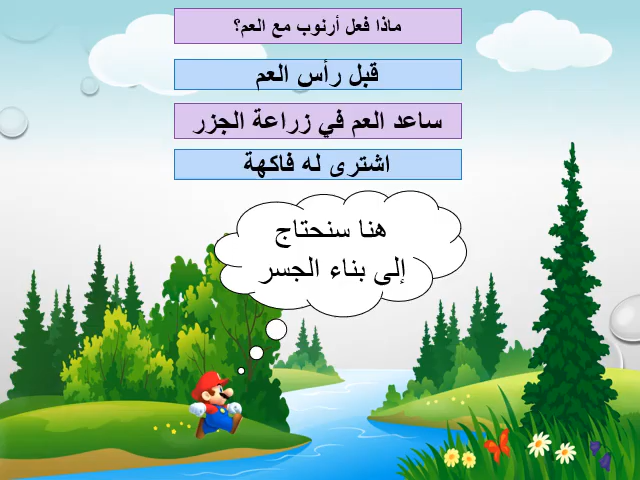 ماذا فعل أرنوب مع العم؟
قبل رأس العم
ساعد العم في زراعة الجزر
اشترى له فاكهة
هنا سنحتاج
إلى بناء الجسر